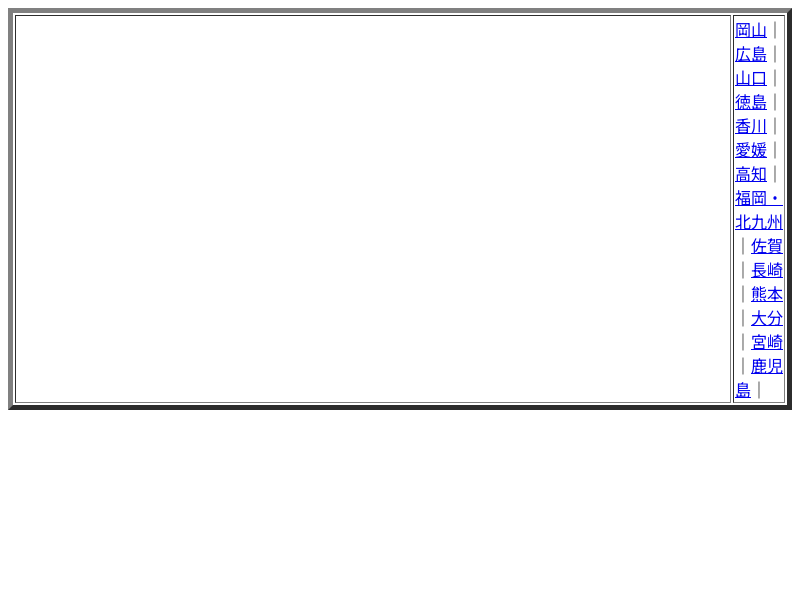 岡山｜
広島｜
山口｜
徳島｜
香川｜
愛媛｜
高知｜
福岡・
北九州
｜佐賀
｜長崎
｜熊本
｜大分
｜宮崎
｜鹿児
島｜